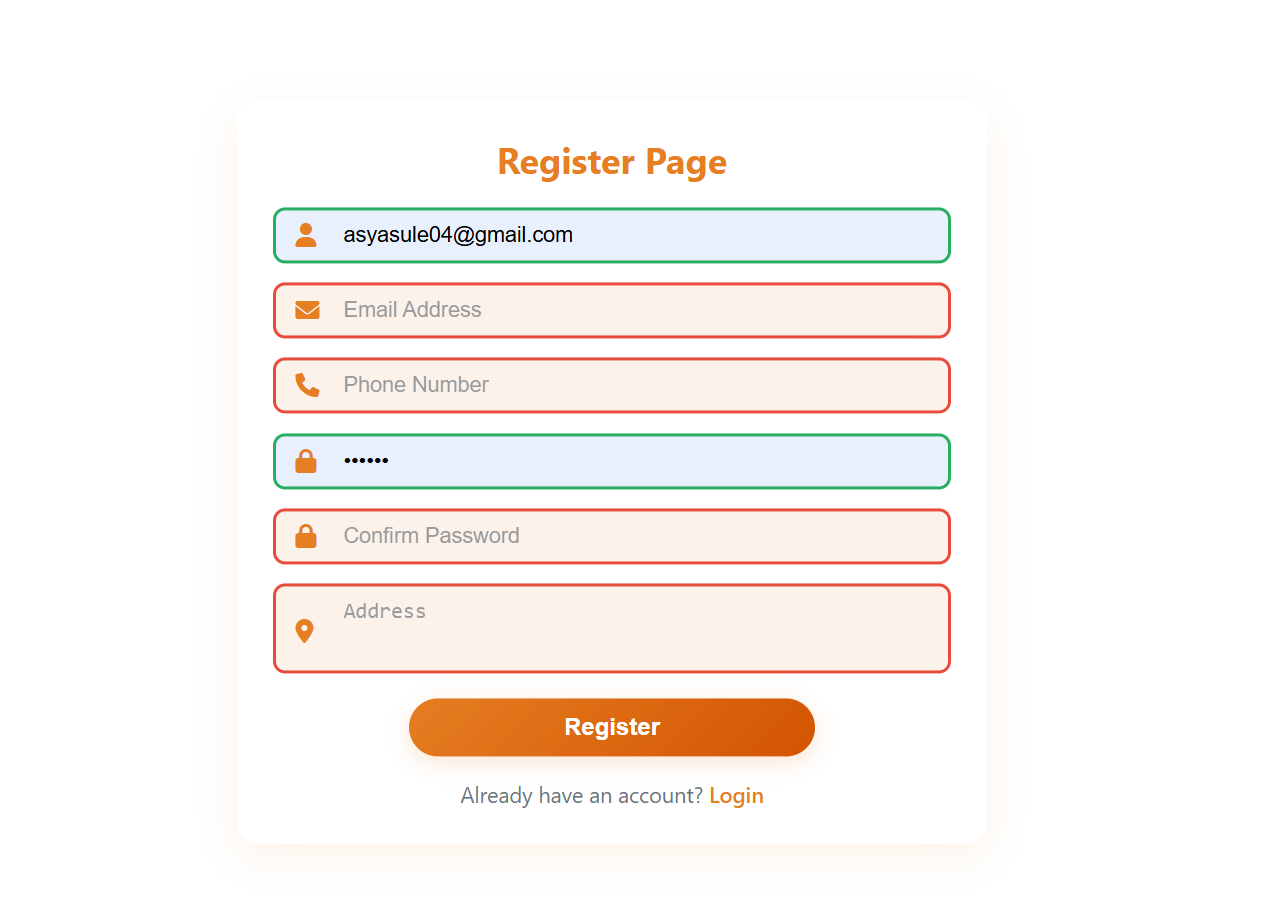 Register Page
asyasule04@gmail.com
Email Address
Phone Number
••••••
Confirm Password
Address
Register
Already have an account? Login